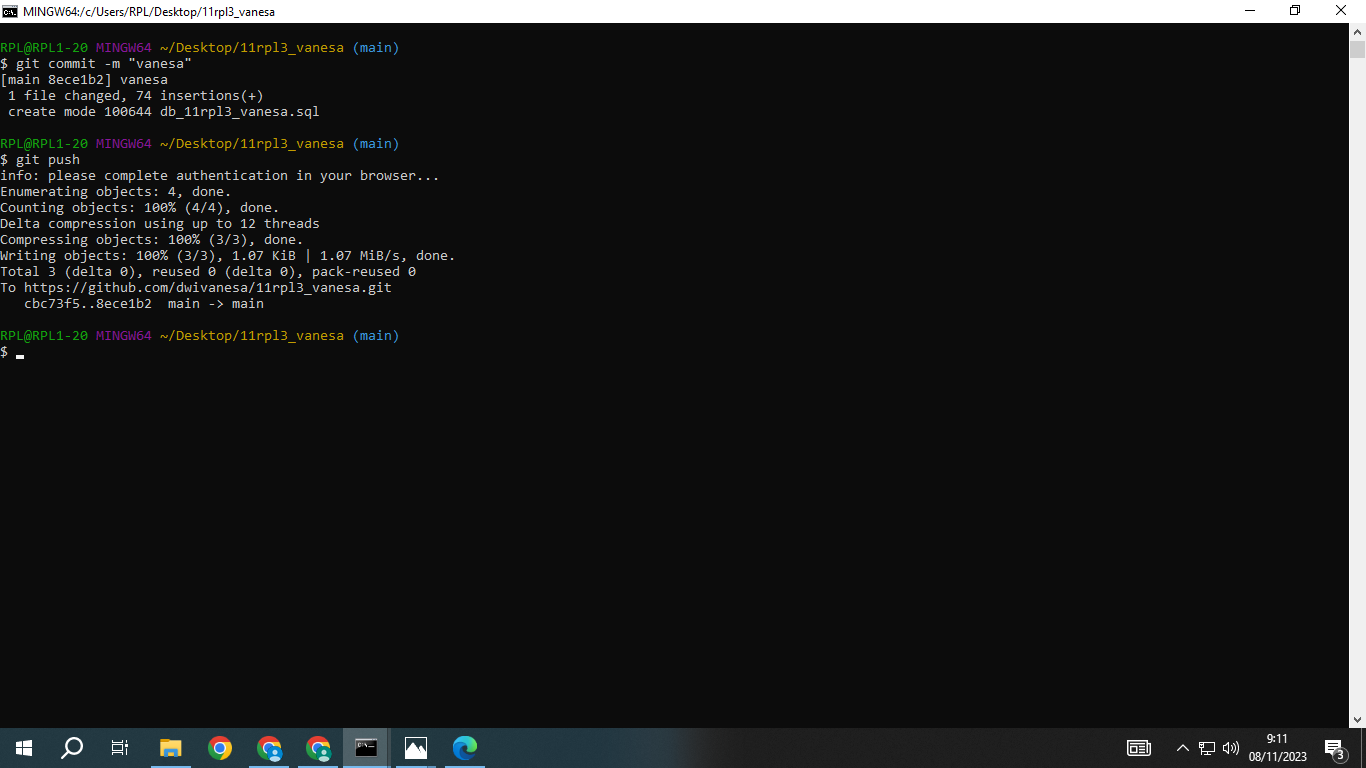 MINGW64:/c/Users/RPL/Desktop/11rpl3_vanesa
RPL@RPL1-20 MINGW64 ~/Desktop/11rpl3_vanesa (main)
$ git commit -m "vanesa"
[main 8ece1b2] vanesa
 1 file changed, 74 insertions(+)
 create mode 100644 db_11rpl3_vanesa.sql
RPL@RPL1-20 MINGW64 ~/Desktop/11rpl3_vanesa (main)
$ git push
info: please complete authentication in your browser...
Enumerating objects: 4, done.
Counting objects: 100% (4/4), done.
Delta compression using up to 12 threads
Compressing objects: 100% (3/3), done.
Writing objects: 100% (3/3), 1.07 KiB | 1.07 MiB/s, done.
Total 3 (delta 0), reused 0 (delta 0), pack-reused 0
To https://github.com/dwivanesa/11rpl3_vanesa.git
   cbc73f5..8ece1b2  main -> main
RPL@RPL1-20 MINGW64 ~/Desktop/11rpl3_vanesa (main)
$
9:11
08/11/2023
3